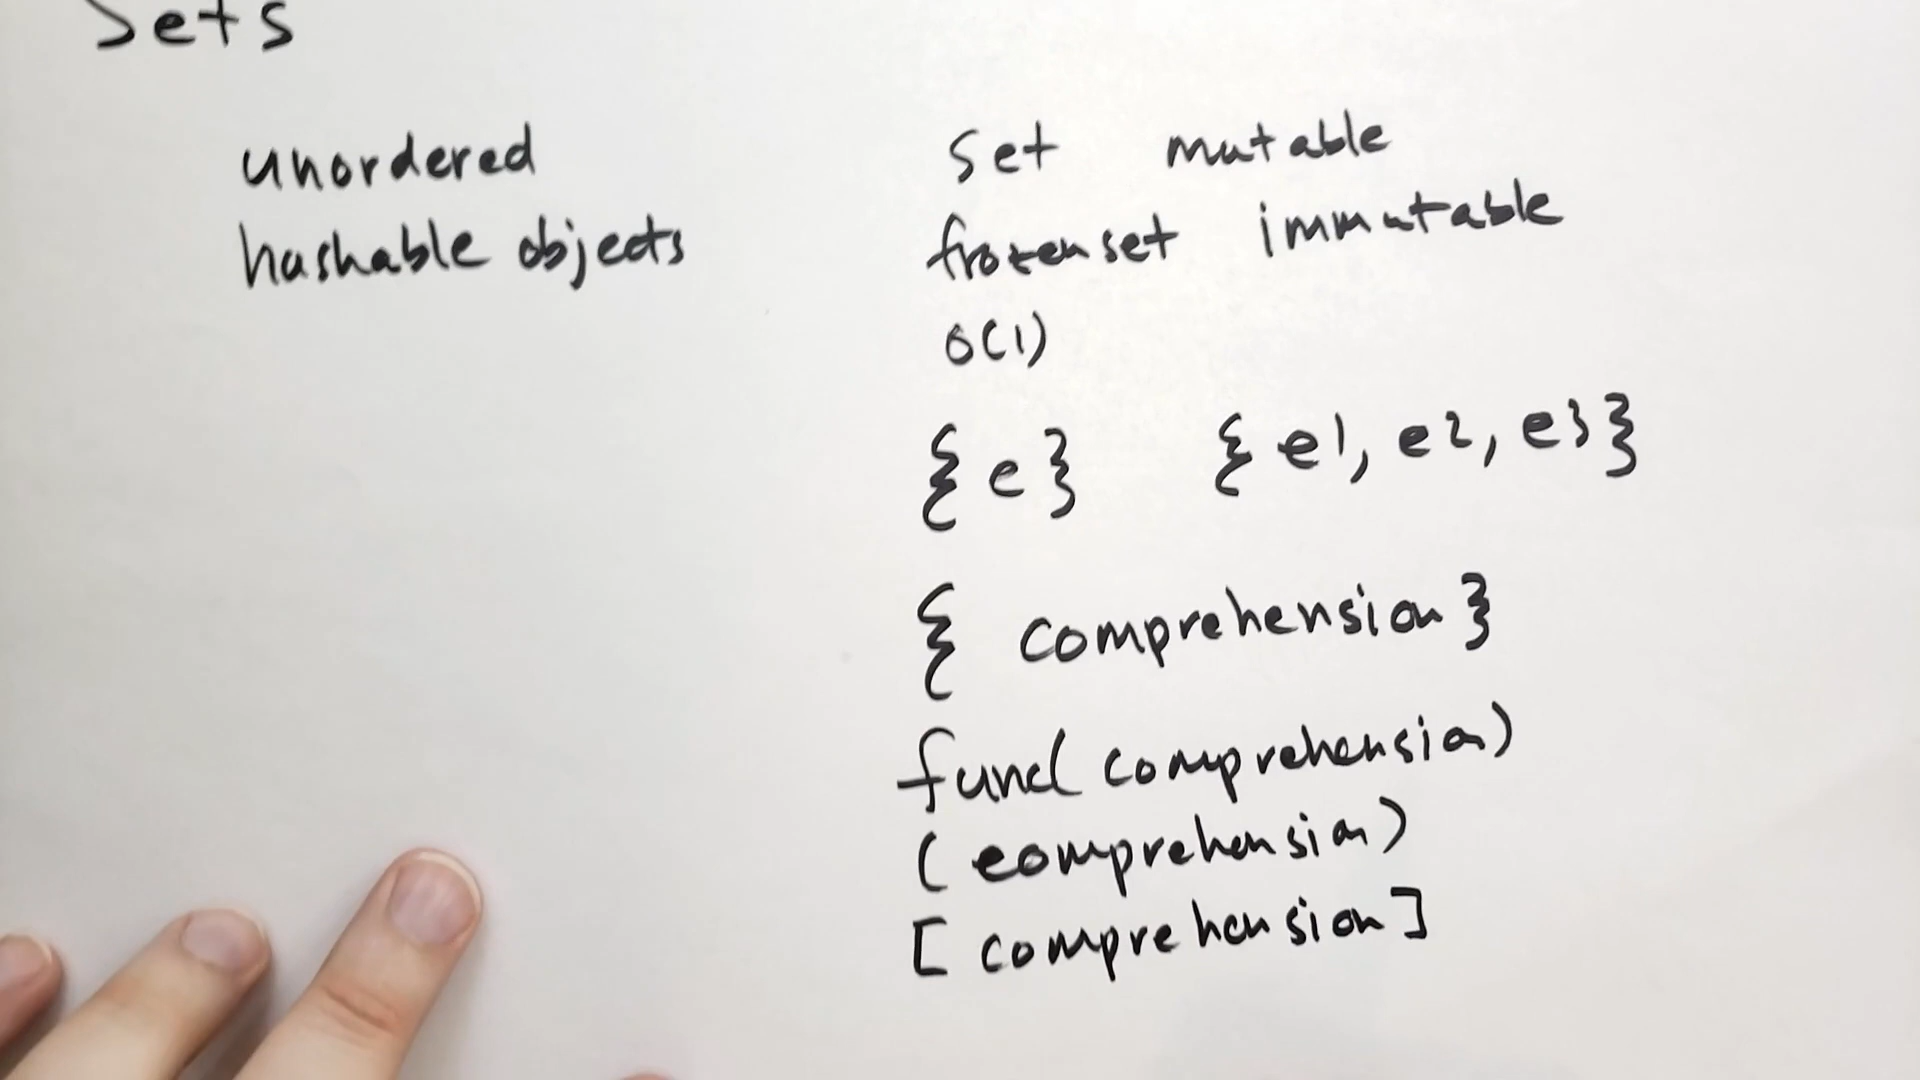 Sets
unordered
hashable objects
set mutable
frozenset immutable
O(1)
{e} {e1, e2, e3}
{ comprehension}
func(comprehension)
(comprehension)
[comprehension]